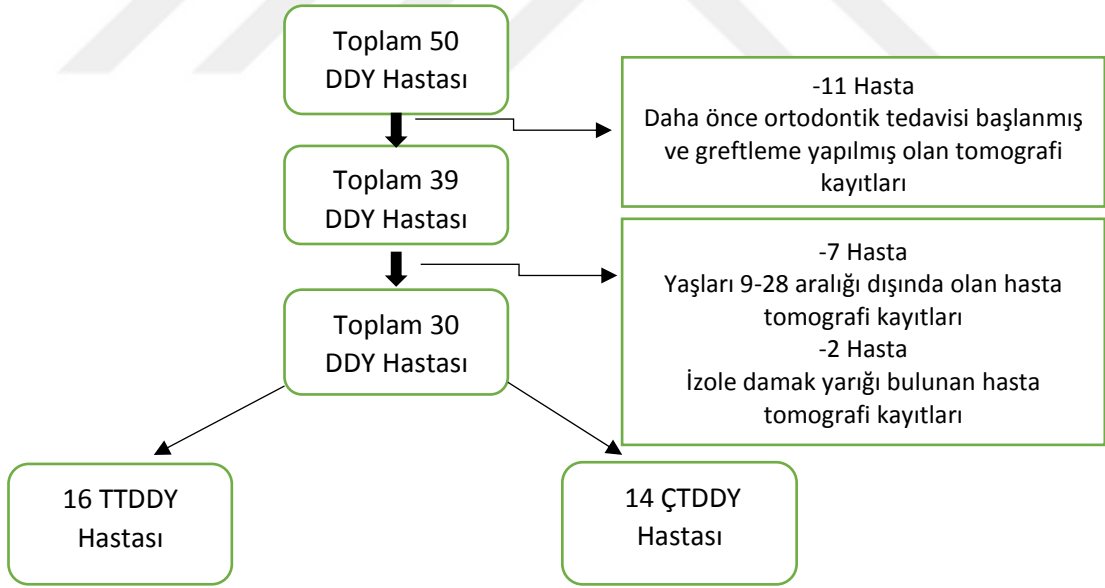 Toplam 50
DDY Hastası
-11 Hasta
Daha önce ortodontik tedavisi başlanmış
ve greftleme yapılmış olan tomografi
kayıtları
Toplam 39
DDY Hastası
-7 Hasta
Yaşları 9-28 aralığı dışında olan hasta
tomografi kayıtları
-2 Hasta
İzole damak yarığı bulunan hasta
tomografi kayıtları
Toplam 30
DDY Hastası
16 TTDDY
Hastası
14 ÇTDDY
Hastası